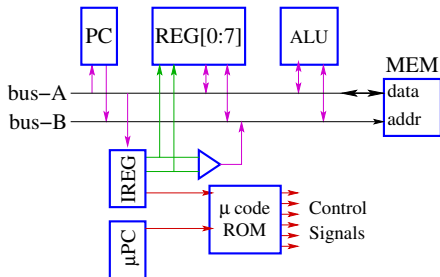 PC
REG[0:7]
ALU
MEM
bus-A
data
bus-B
addr
IREG
μ code
ROM
Control
Signals
μPC